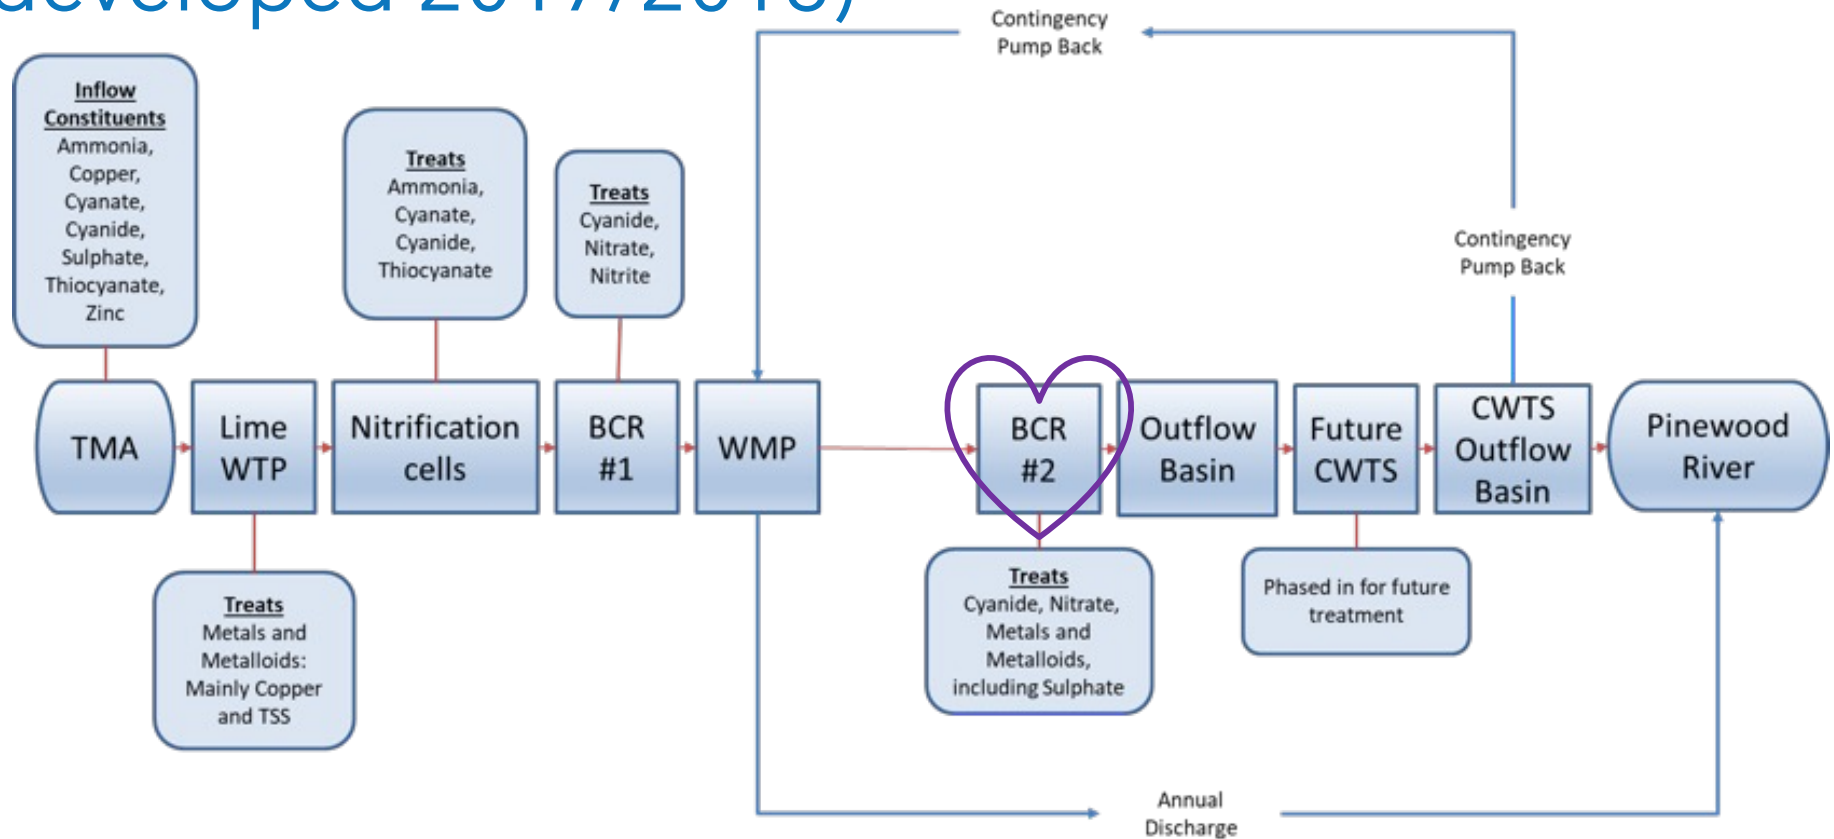 developed 2017/2018)
Contingency
Pump Back
Inflow
Constituents
Ammonia,
Copper,
Cyanate,
Cyanide,
Sulphate,
Thiocyanate,
Zinc
Treats
Ammonia,
Cyanate,
Cyanide,
Thiocyanate
Treats
Cyanide,
Nitrate,
Nitrite
Contingency
Pump Back
TMA
Lime
WTP
Nitrification
cells
BCR
#1
WMP
BCR
#2
Outflow
Basin
Future
CWTS
CWTS
Outflow
Basin
Pinewood
River
Treats
Metals and
Metalloids:
Mainly Copper
and TSS
Treats
Cyanide, Nitrate,
Metals and
Metalloids,
including Sulphate
Phased in for future
treatment
Annual
Discharge